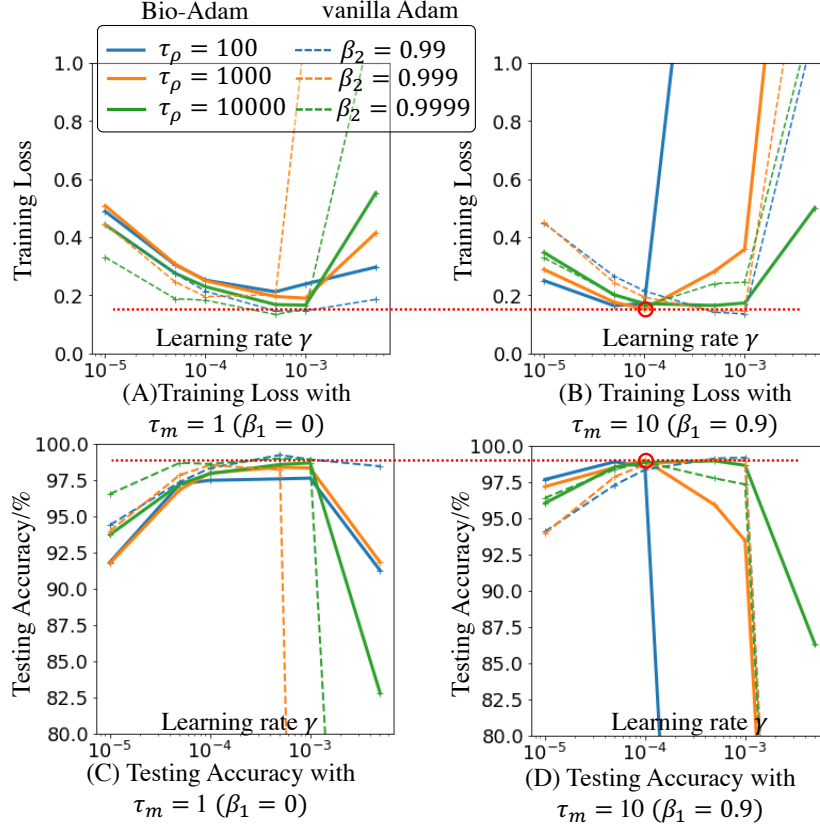 Bio-Adam vanilla Adam
τ_ρ = 100 β₂ = 0.99
τ_ρ = 1000 β₂ = 0.999
τ_ρ = 10000 β₂ = 0.9999
Training Loss
1.0
0.8
0.6
0.4
0.2
0.0
Learning rate γ
10⁻⁵ 10⁻⁴ 10⁻³
(A)Training Loss with
τ_m = 1 (β₁ = 0)
Training Loss
1.0
0.8
0.6
0.4
0.2
0.0
Learning rate γ
10⁻⁵ 10⁻⁴ 10⁻³
(B) Training Loss with
τ_m = 10 (β₁ = 0.9)
Testing Accuracy/%
100.0
97.5
95.0
92.5
90.0
87.5
85.0
82.5
80.0
Learning rate γ
10⁻⁵ 10⁻⁴ 10⁻³
(C) Testing Accuracy with
τ_m = 1 (β₁ = 0)
Testing Accuracy/%
100.0
97.5
95.0
92.5
90.0
87.5
85.0
82.5
80.0
Learning rate γ
10⁻⁵ 10⁻⁴ 10⁻³
(D) Testing Accuracy with
τ_m = 10 (β₁ = 0.9)